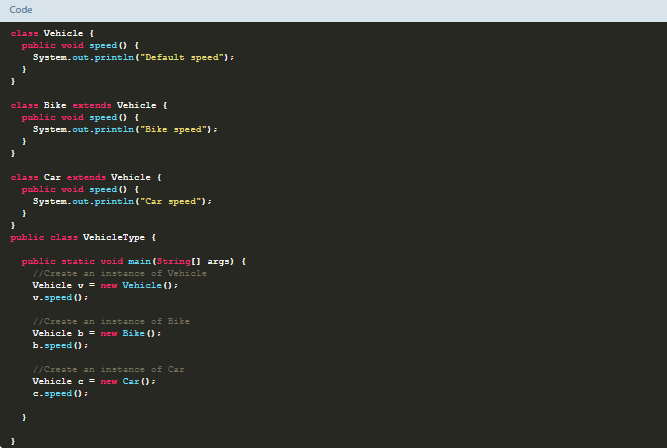 Code
class Vehicle {
  public void speed() {
    System.out.println("Default speed");
  }
}

class Bike extends Vehicle {
  public void speed() {
    System.out.println("Bike speed");
  }
}

class Car extends Vehicle {
  public void speed() {
    System.out.println("Car speed");
  }
}
public class VehicleType {

  public static void main(String[] args) {
    //Create an instance of Vehicle
    Vehicle v = new Vehicle();
    v.speed();

    //Create an instance of Bike
    Vehicle b = new Bike();
    b.speed();

    //Create an instance of Car
    Vehicle c = new Car();
    c.speed();

  }

}